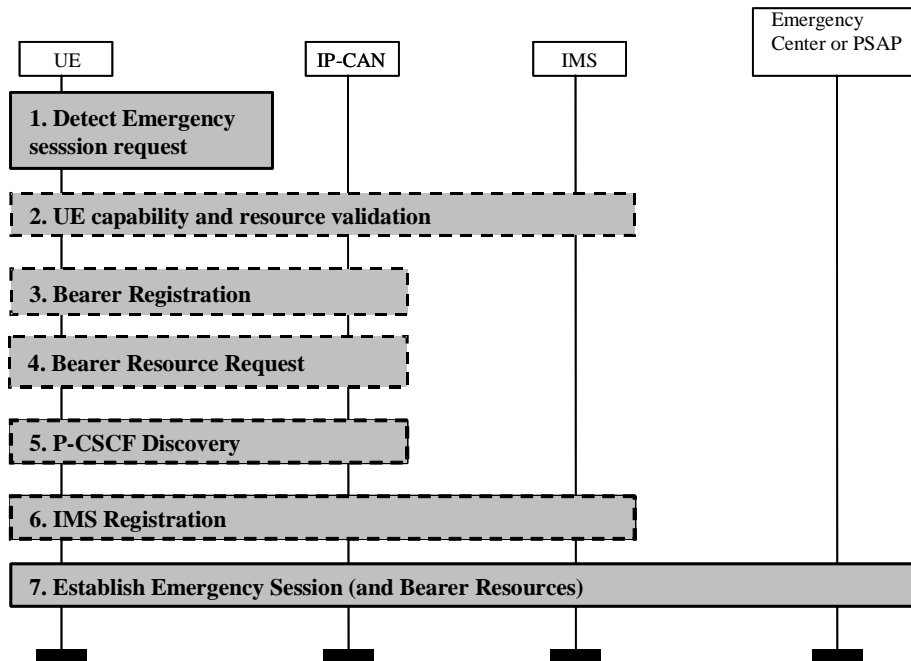 Emergency
Center or PSAP
UE
IP-CAN
IMS
1. Detect Emergency
sesssion request
2. UE capability and resource validation
3. Bearer Registration
4. Bearer Resource Request
5. P-CSCF Discovery
6. IMS Registration
7. Establish Emergency Session (and Bearer Resources)